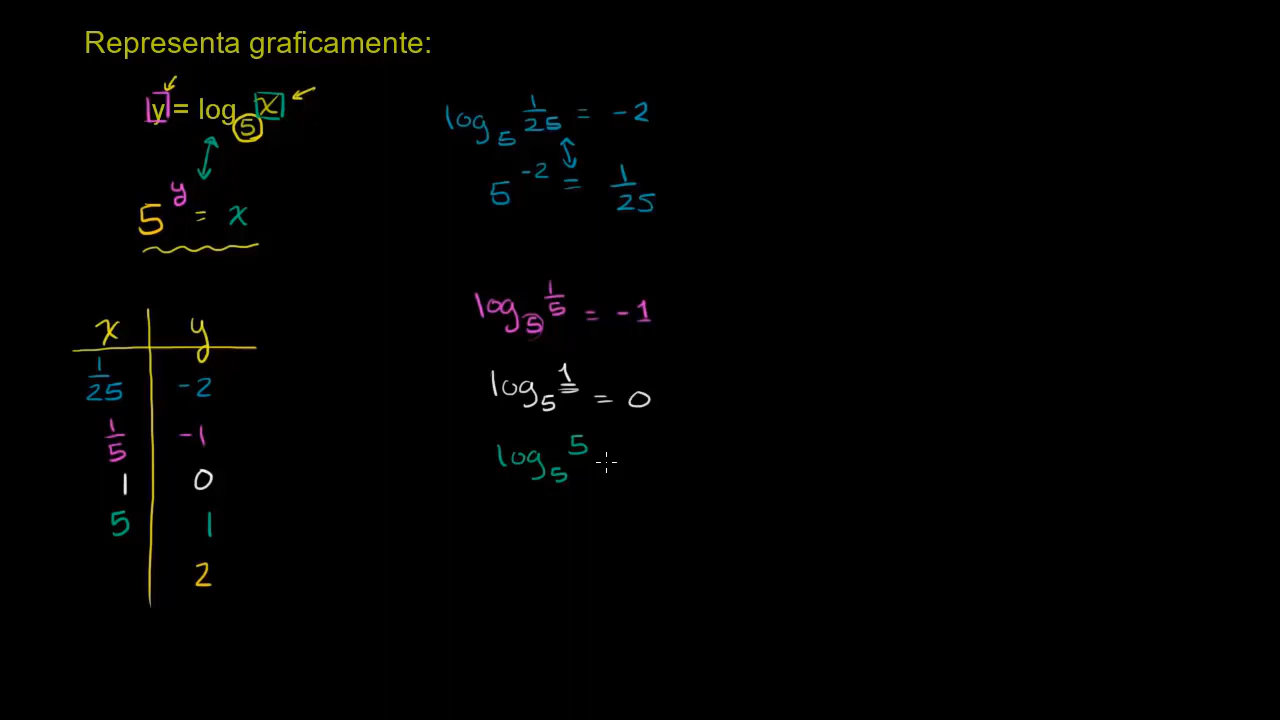 Representa graficamente:
y = log₅ x
5^y = x
x | y
1/25 | -2
1/5 | -1
1 | 0
5 | 1
2
log₅ 1/25 = -2
5^-2 = 1/25
log₅ 1/5 = -1
log₅ 1 = 0
log₅ 5